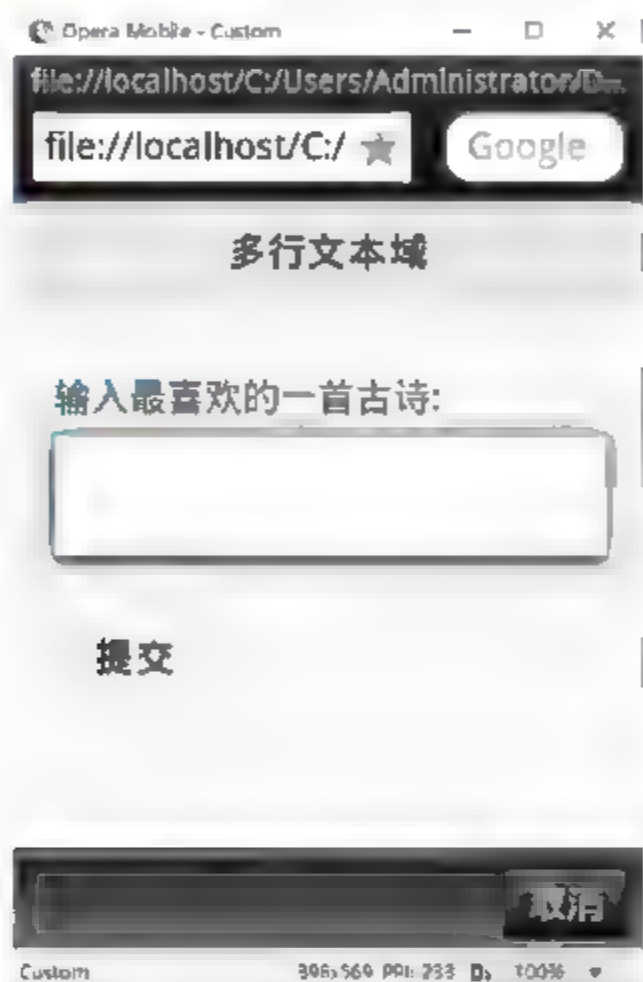 Opera Mobile - Custom
file://localhost/C:/Users/Administrator/D...
file://localhost/C:/ Google
多行文本域
输入最喜欢的一首古诗:
提交
取消
Custom 396x569 PPI: 233 100%